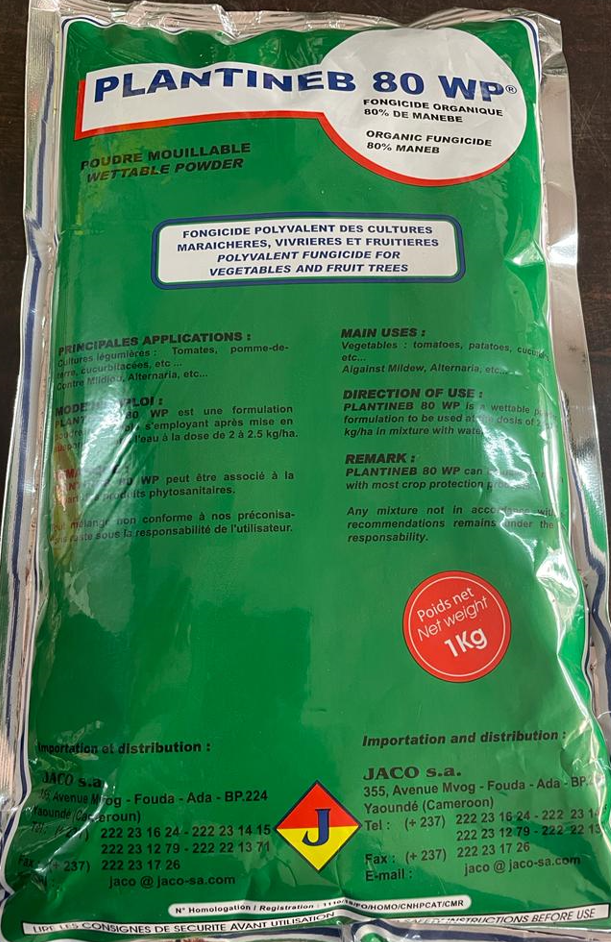 PLANTINEB 80 WP®
FONGICIDE ORGANIQUE
80% DE MANEBE
ORGANIC FUNGICIDE
80% MANEB
POUDRE MOUILLABLE
WETTABLE POWDER
FONGICIDE POLYVALENT DES CULTURES
MARAICHERES, VIVRIERES ET FRUITIERES
POLYVALENT FUNGICIDE FOR
VEGETABLES AND FRUIT TREES
PRINCIPALES APPLICATIONS :
Cultures légumières : Tomates, pomme-de-
terre, cucurbitacées, etc ...
Contre Mildiou, Alternaria, etc...
80 WP est une formulation
s'employant après mise en
l'eau à la dose de 2 à 2.5 kg/ha.
WP peut être associé à la
produits phytosanitaires.
mélange non conforme à nos préconisa-
sous la responsabilité de l'utilisateur.
MAIN USES :
Vegetables : tomatoes, patatoes,
etc...
Algainst Mildew, Alternaria, etc...
DIRECTION OF USE :
PLANTINEB 80 WP is a wettable
formulation to be used at the dosis of
kg/ha in mixture with
REMARK :
PLANTINEB 80 WP can
with most crop protection
Any mixture not in accordance with
recommendations remains under the
responsability.
Poids net
Net weight
1Kg
Importation et distribution :
JACO s.a.
Avenue Mvog - Fouda - Ada - BP.224
Yaoundé
Tel : 222 23 16 24 - 222 23 14 15
222 23 12 79 - 222 22 13 71
Fax : (+ 237) 222 23 17 26
jaco @ jaco-sa.com
J
Importation and distribution :
JACO s.a.
355, Avenue Mvog - Fouda - Ada -
Yaoundé (Cameroon)
Tel : (+ 237) 222 23 16 24 - 222 23
222 23 12 79 - 222 22 13
Fax : (+ 237) 222 23 17 26
E-mail : jaco @ jaco-sa.com
N° Homologation / Registration :
LIRE LES CONSIGNES DE SECURITE AVANT UTILISATION
SAFETY INSTRUCTIONS BEFORE USE